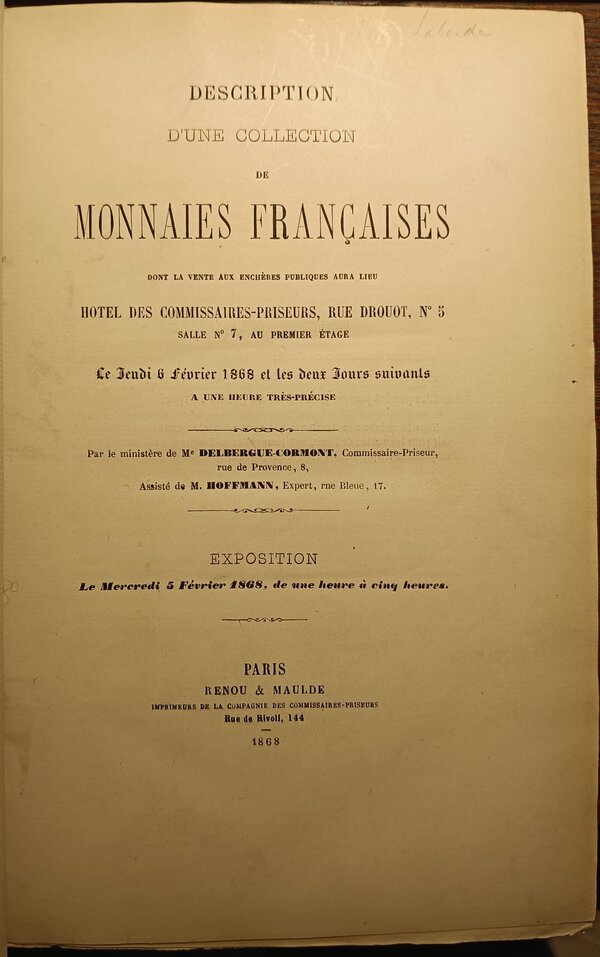 Laborde
DESCRIPTION
D'UNE COLLECTION
DE
MONNAIES FRANÇAISES
DONT LA VENTE AUX ENCHÈRES PUBLIQUES AURA LIEU
HOTEL DES COMMISSAIRES-PRISEURS, RUE DROUOT, N° 5
SALLE N° 7, AU PREMIER ÉTAGE
Le Jeudi 6 Février 1868 et les deux Jours suivants
A UNE HEURE TRÈS-PRÉCISE
Par le ministère de Me DELBERGUE-CORMONT, Commissaire-Priseur,
rue de Provence, 8,
Assisté de M. HOFFMANN, Expert, rue Bleue, 17.
EXPOSITION
Le Mercredi 5 Février 1868, de une heure à cinq heures.
PARIS
RENOU & MAULDE
IMPRIMEURS DE LA COMPAGNIE DES COMMISSAIRES-PRISEURS
Rue de Rivoli, 144
1868